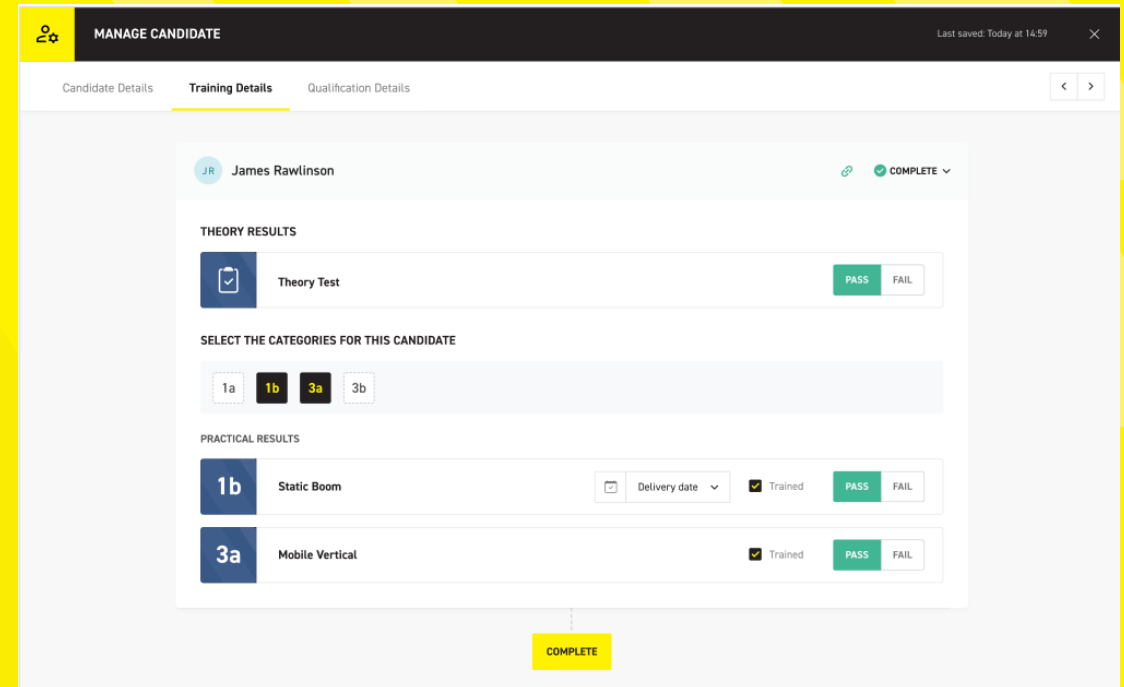 MANAGE CANDIDATE
Last saved: Today at 14:59
Candidate Details
Training Details
Qualification Details
JR
James Rawlinson
COMPLETE
THEORY RESULTS
Theory Test
PASS
FAIL
SELECT THE CATEGORIES FOR THIS CANDIDATE
1a
1b
3a
3b
PRACTICAL RESULTS
1b
Static Boom
Delivery date
Trained
PASS
FAIL
3a
Mobile Vertical
Trained
PASS
FAIL
COMPLETE